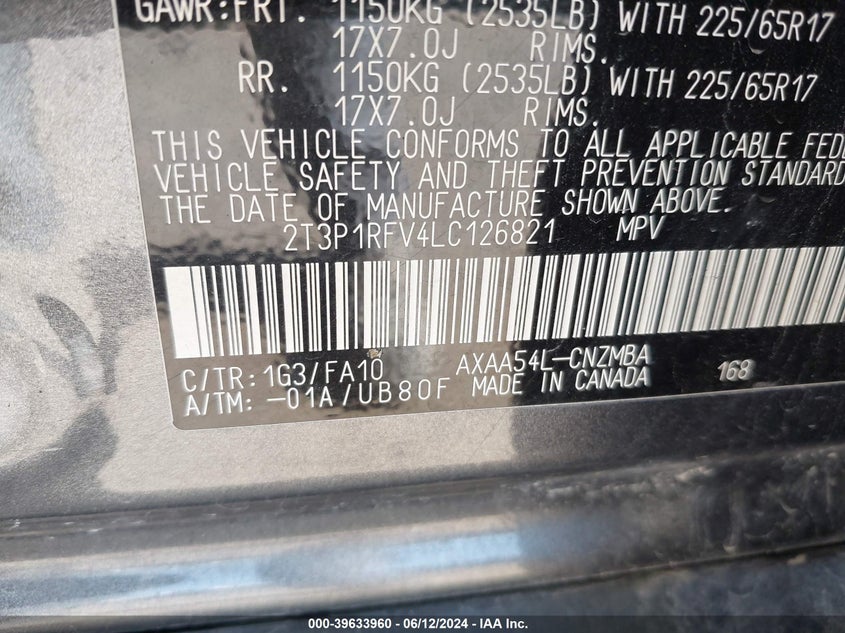 GAWR:FRT. 1150KG (2535LB) WITH 225/65R17
17X7.0J RIMS.
RR. 1150KG (2535LB) WITH 225/65R17
17X7.0J RIMS.
THIS VEHICLE CONFORMS TO ALL APPLICABLE FEDE
VEHICLE SAFETY AND THEFT PREVENTION STANDARD
THE DATE OF MANUFACTURE SHOWN ABOVE.
2T3P1RFV4LC126821 MPV
C/TR: 1G3/FA10 AXAA54L-CNZMBA 168
A/TM: -01A/UB80F MADE IN CANADA
000-39633960 - 06/12/2024 - IAA Inc.